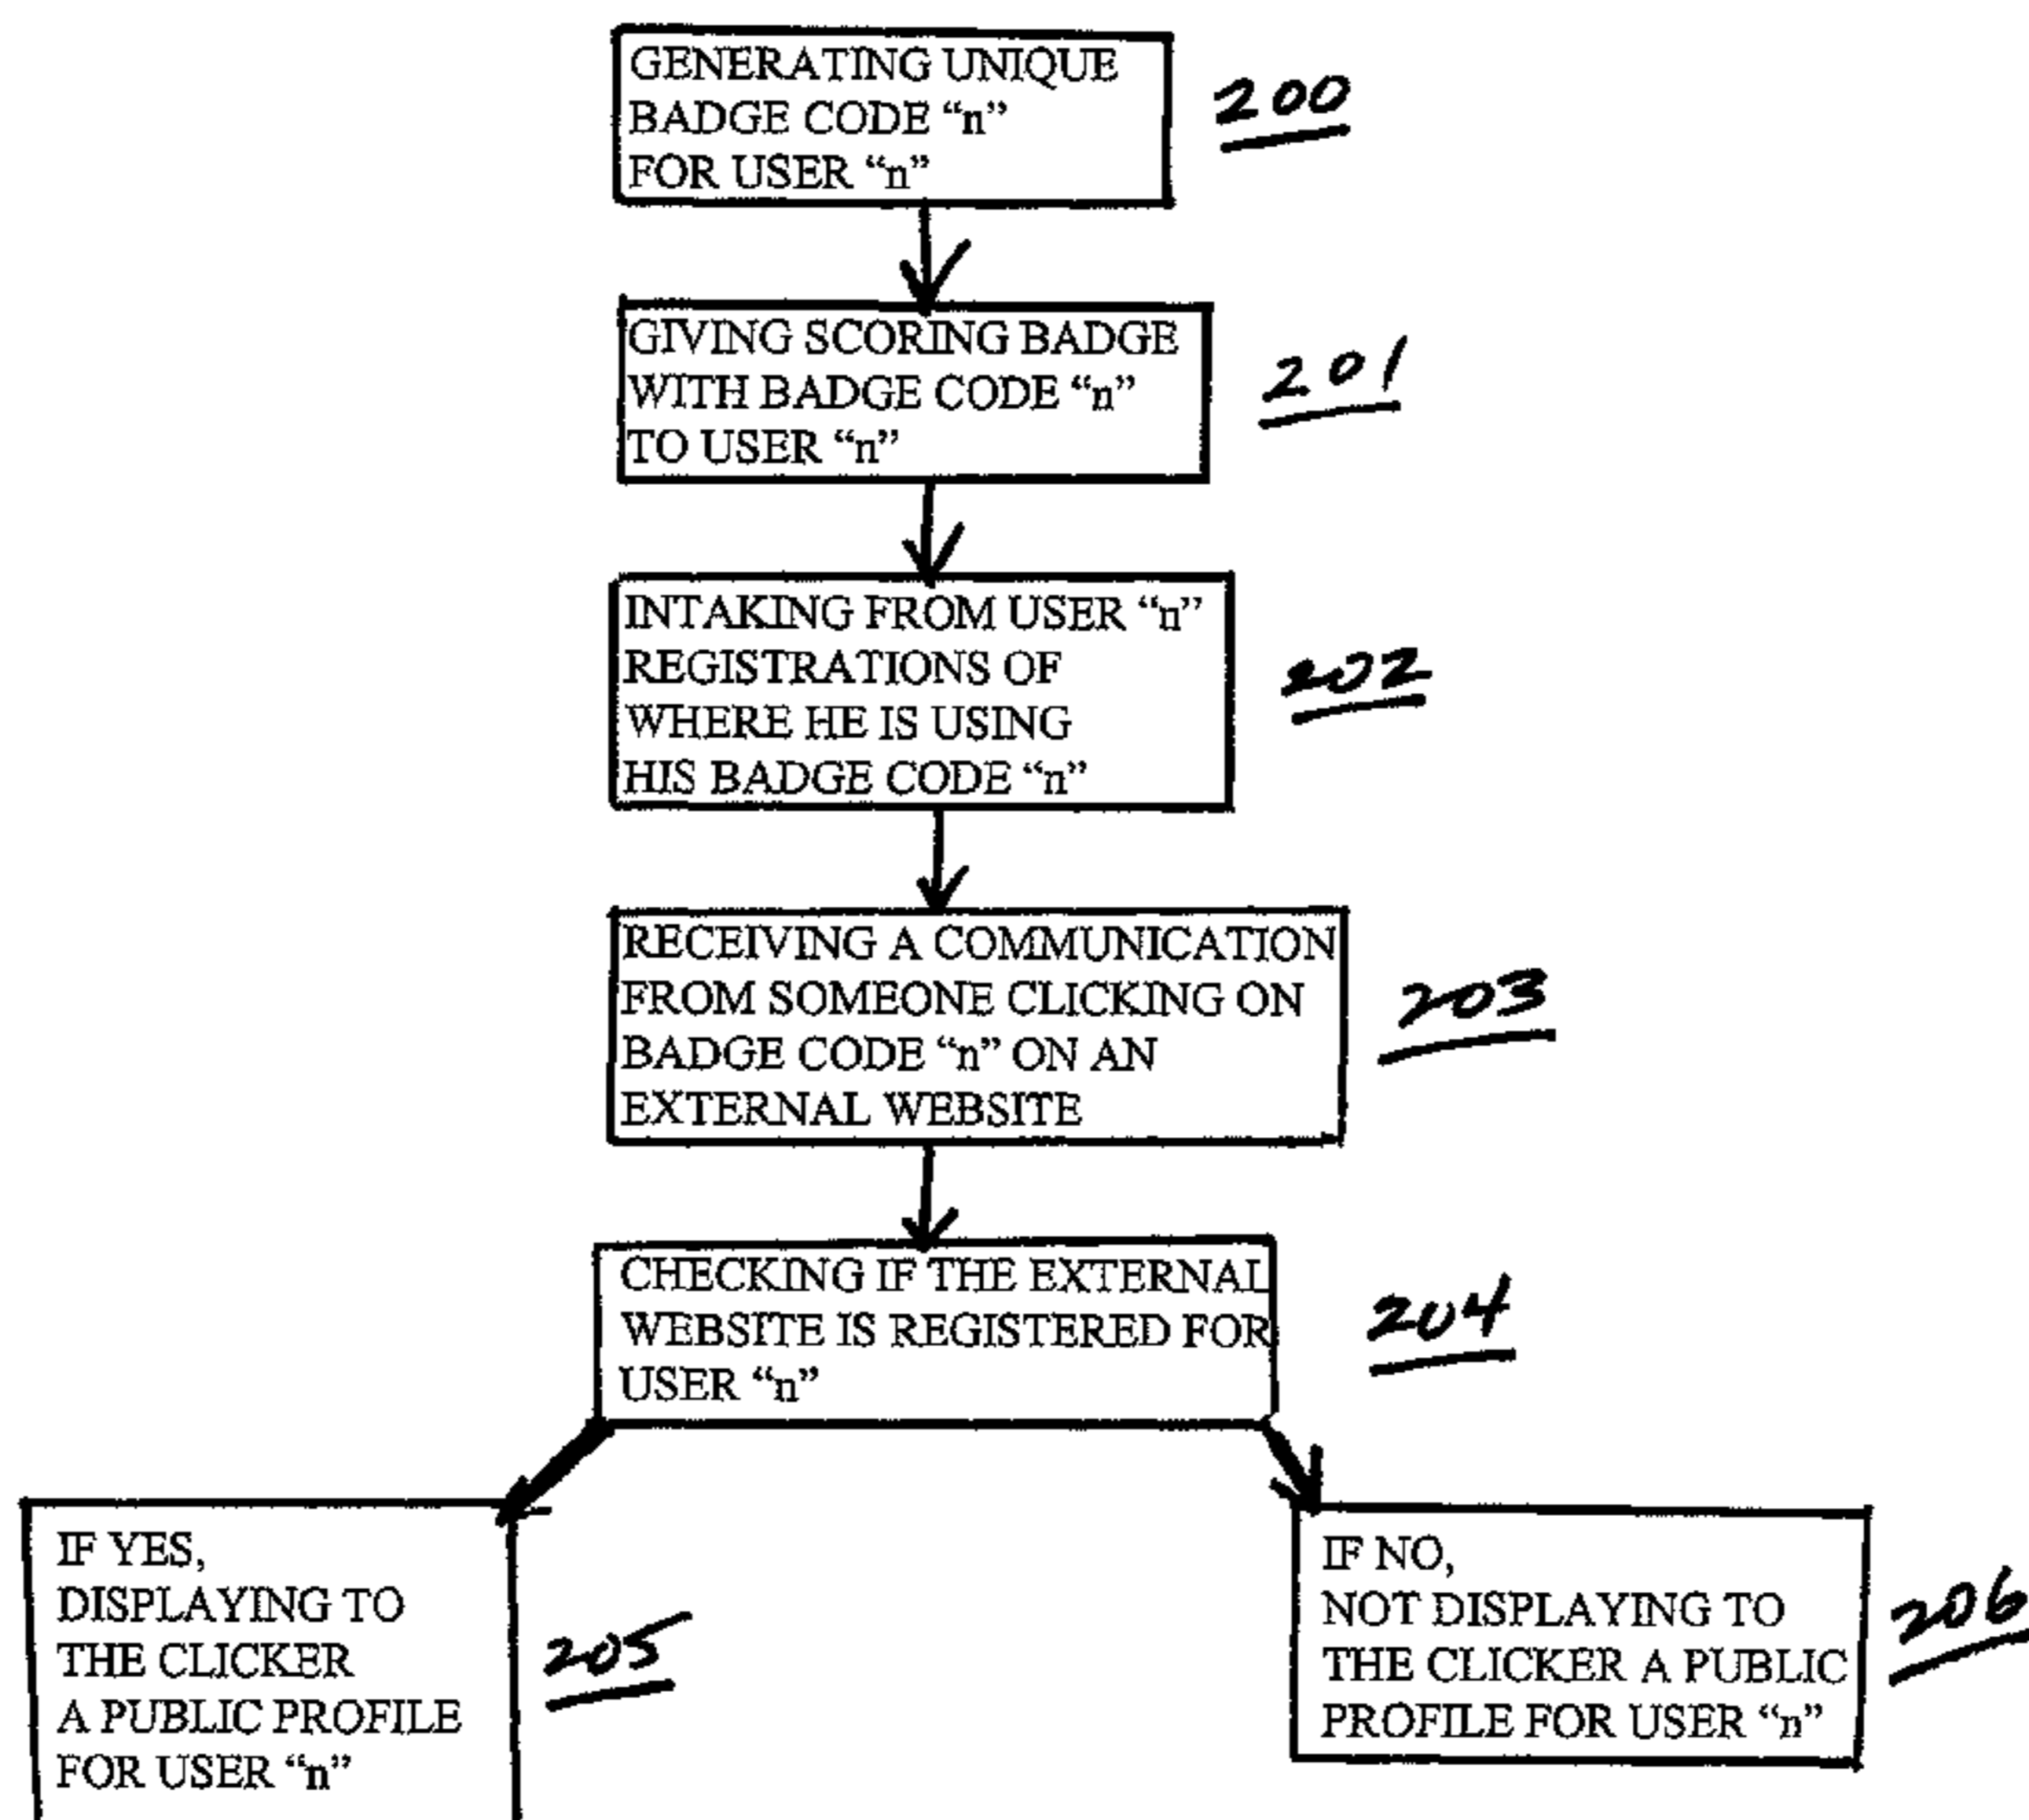 GENERATING UNIQUE
BADGE CODE “n”
FOR USER “n”
200
GIVING SCORING BADGE
WITH BADGE CODE “n”
TO USER “n”
201
INTAKING FROM USER “n”
REGISTRATIONS OF
WHERE HE IS USING
HIS BADGE CODE “n”
202
RECEIVING A COMMUNICATION
FROM SOMEONE CLICKING ON
BADGE CODE “n” ON AN
EXTERNAL WEBSITE
203
CHECKING IF THE EXTERNAL
WEBSITE IS REGISTERED FOR
USER “n”
204
IF YES,
DISPLAYING TO
THE CLICKER
A PUBLIC PROFILE
FOR USER “n”
205
IF NO,
NOT DISPLAYING TO
THE CLICKER A PUBLIC
PROFILE FOR USER “n”
206